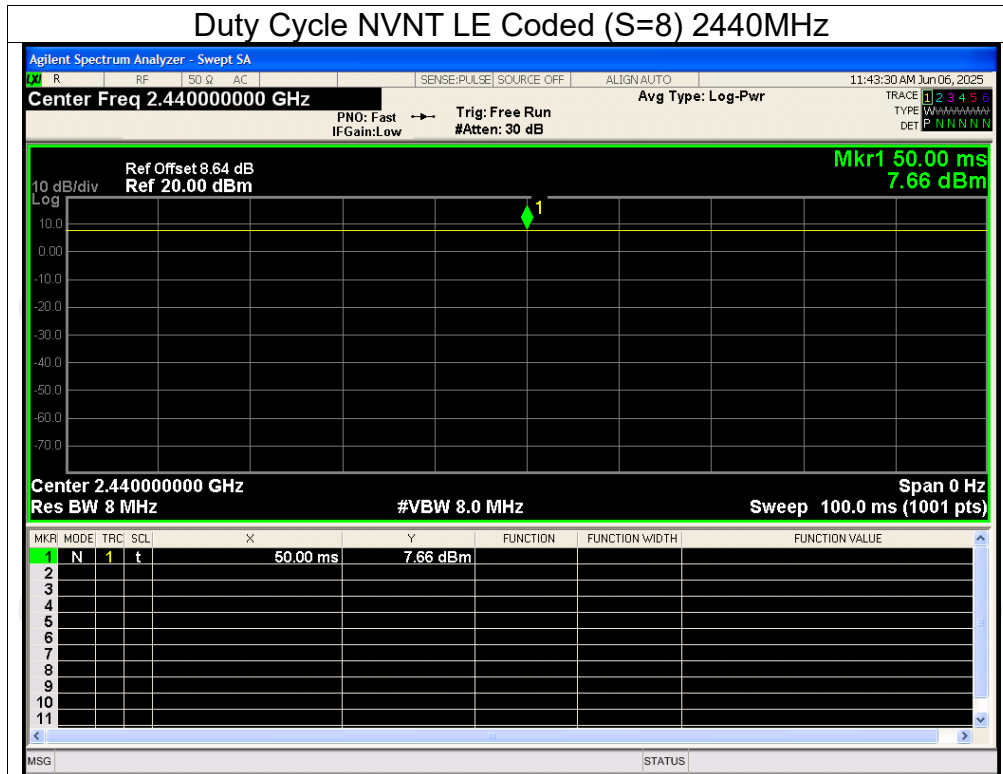 Duty Cycle NVNT LE Coded (S=8) 2440MHz
Agilent Spectrum Analyzer - Swept SA
LXI R RF 50 Ω AC SENSE:PULSE SOURCE OFF ALIGN AUTO 11:43:30 AM Jun 06, 2025
Center Freq 2.440000000 GHz Avg Type: Log-Pwr TRACE 1 2 3 4 5 6
PNO: Fast Trig: Free Run TYPE WWWWWW
IFGain:Low #Atten: 30 dB DET P N N N N N
Mkr1 50.00 ms
Ref Offset 8.64 dB
10 dB/div Ref 20.00 dBm 7.66 dBm
Log
1
10.0
0.00
-10.0
-20.0
-30.0
-40.0
-50.0
-60.0
-70.0
Center 2.440000000 GHz Span 0 Hz
Res BW 8 MHz #VBW 8.0 MHz Sweep 100.0 ms (1001 pts)
MKR MODE TRC SCL X Y FUNCTION FUNCTION WIDTH FUNCTION VALUE
1 N 1 t 50.00 ms 7.66 dBm
2
3
4
5
6
7
8
9
10
11
MSG STATUS